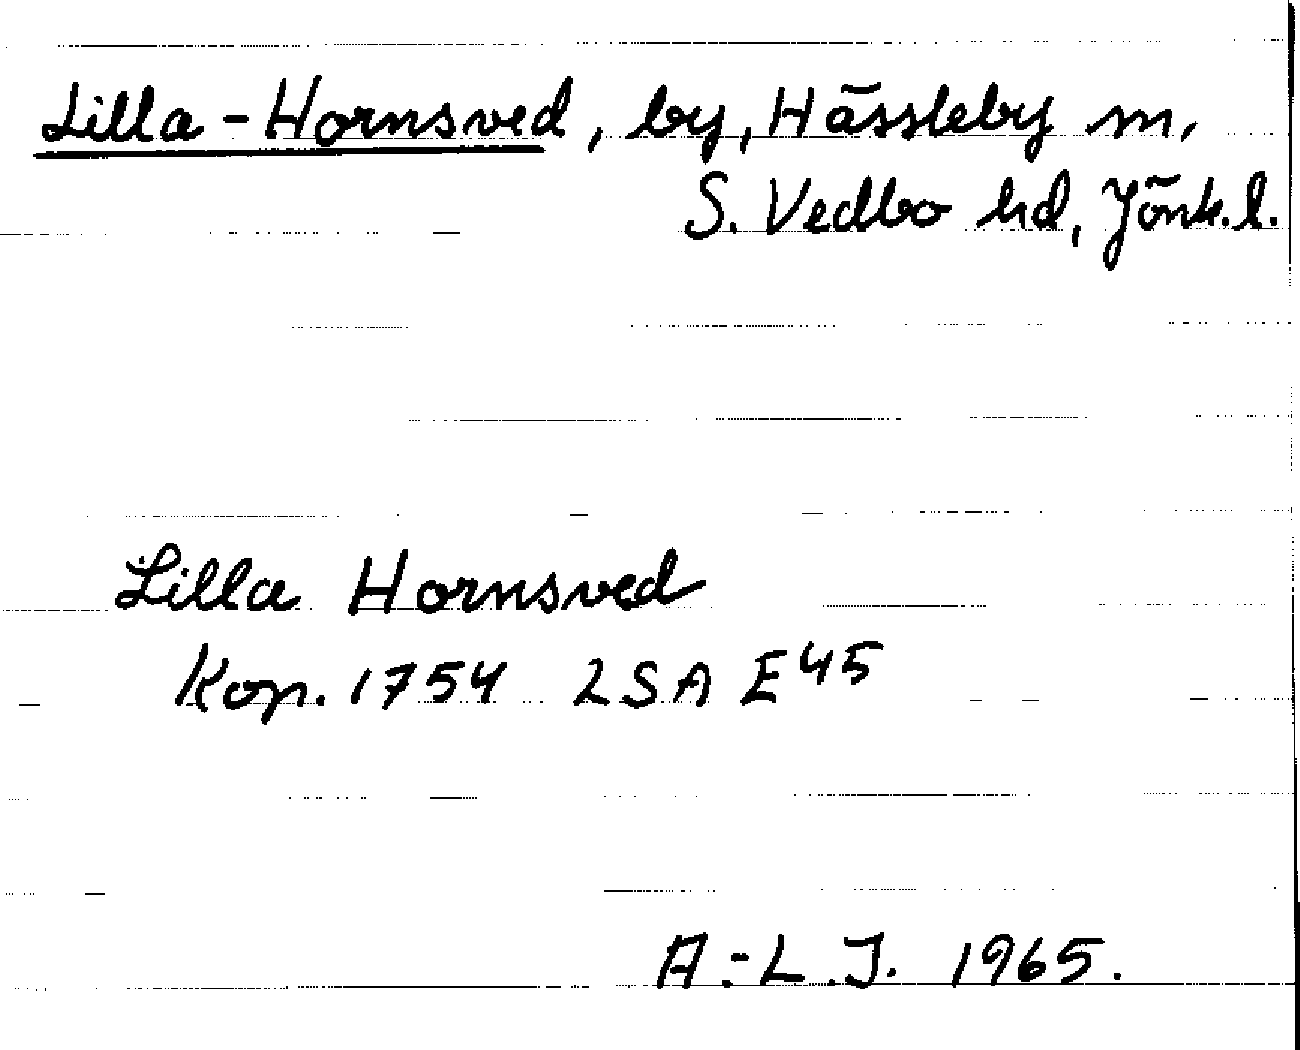 Lilla-Hornsved, by, Hässleby sn,
S. Vedbo hd, Jönk. l.
Lilla Hornsved
Kop. 1754 LSA E45
A.-L. J. 1965.